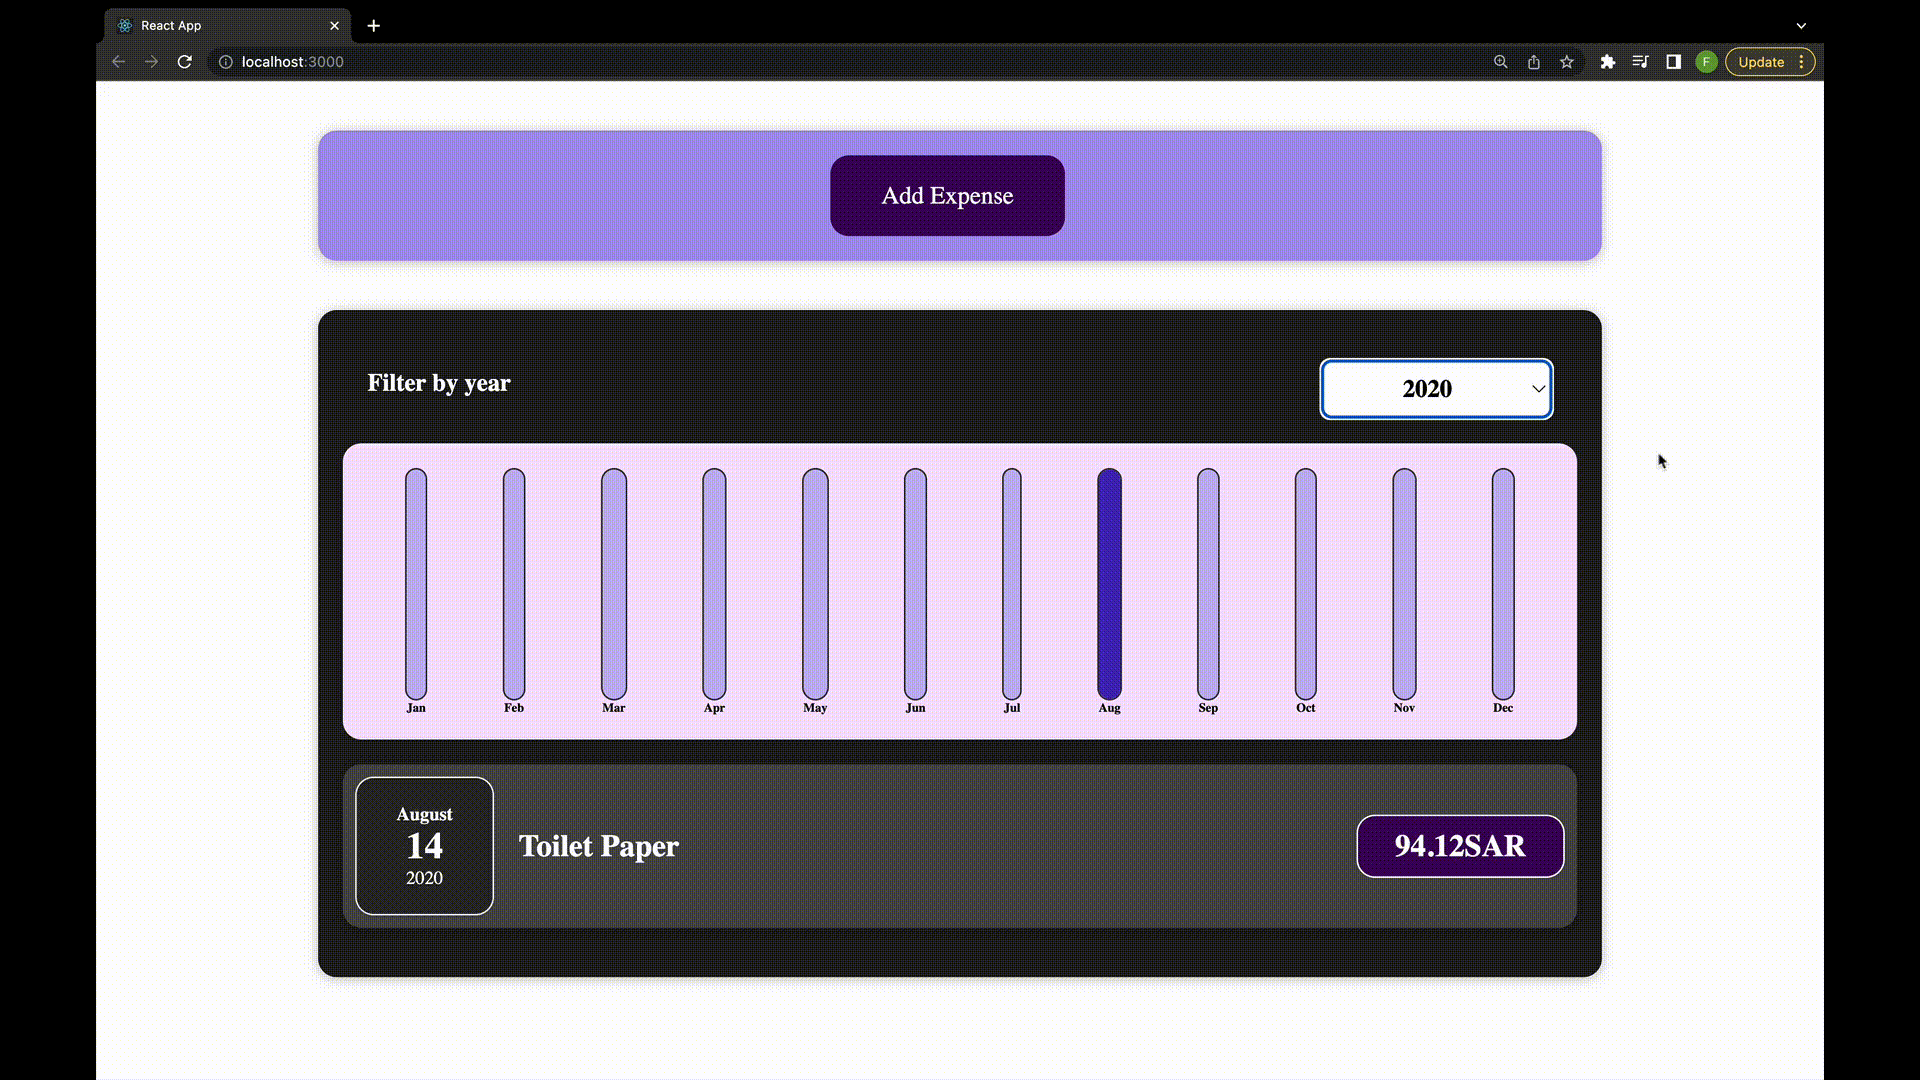 React App
localhost:3000
F
Update
Add Expense
Filter by year
2020
Jan Feb Mar Apr May Jun Jul Aug Sep Oct Nov Dec
August
14
2020
Toilet Paper
94.12SAR